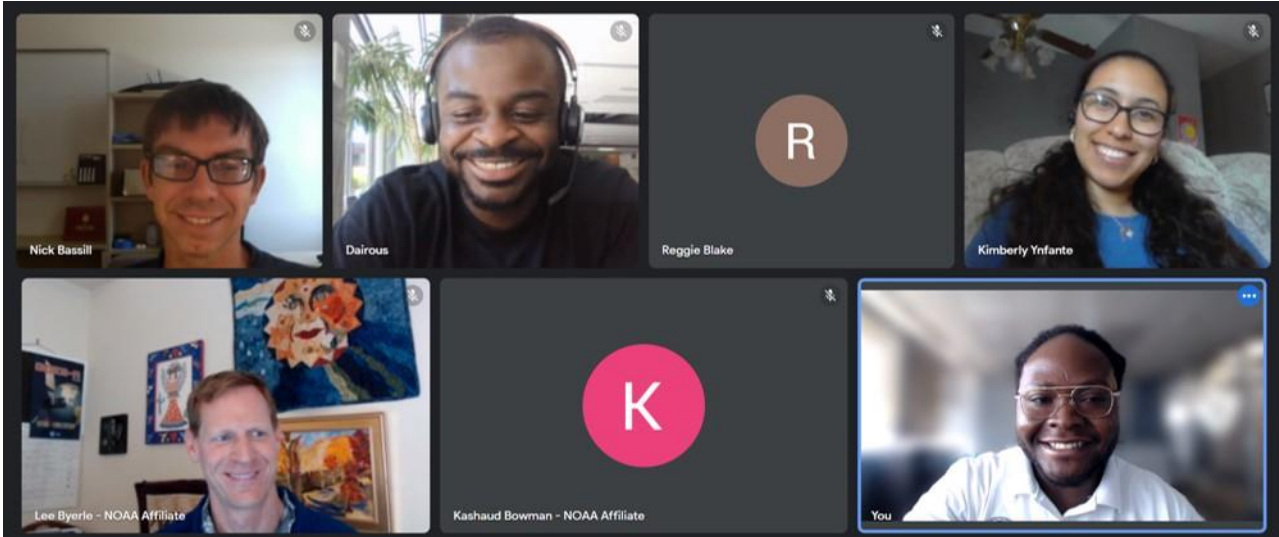 R
Nick Bassill
Dairous
Reggie Blake
Kimberly Ynfante
K
Lee Byerle - NOAA Affiliate
Kashaud Bowman - NOAA Affiliate
You